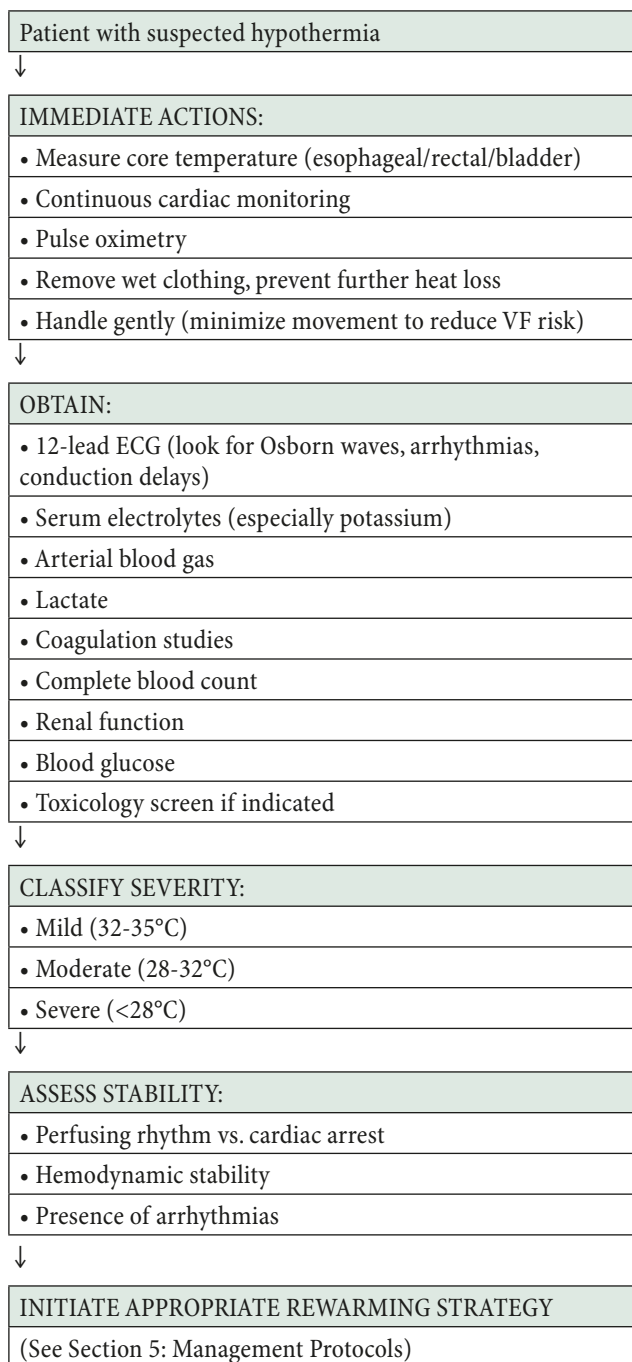 Patient with suspected hypothermia
↓
IMMEDIATE ACTIONS:
• Measure core temperature (esophageal/rectal/bladder)
• Continuous cardiac monitoring
• Pulse oximetry
• Remove wet clothing, prevent further heat loss
• Handle gently (minimize movement to reduce VF risk)
↓
OBTAIN:
• 12-lead ECG (look for Osborn waves, arrhythmias,
conduction delays)
• Serum electrolytes (especially potassium)
• Arterial blood gas
• Lactate
• Coagulation studies
• Complete blood count
• Renal function
• Blood glucose
• Toxicology screen if indicated
↓
CLASSIFY SEVERITY:
• Mild (32-35°C)
• Moderate (28-32°C)
• Severe (<28°C)
↓
ASSESS STABILITY:
• Perfusing rhythm vs. cardiac arrest
• Hemodynamic stability
• Presence of arrhythmias
↓
INITIATE APPROPRIATE REWARMING STRATEGY
(See Section 5: Management Protocols)